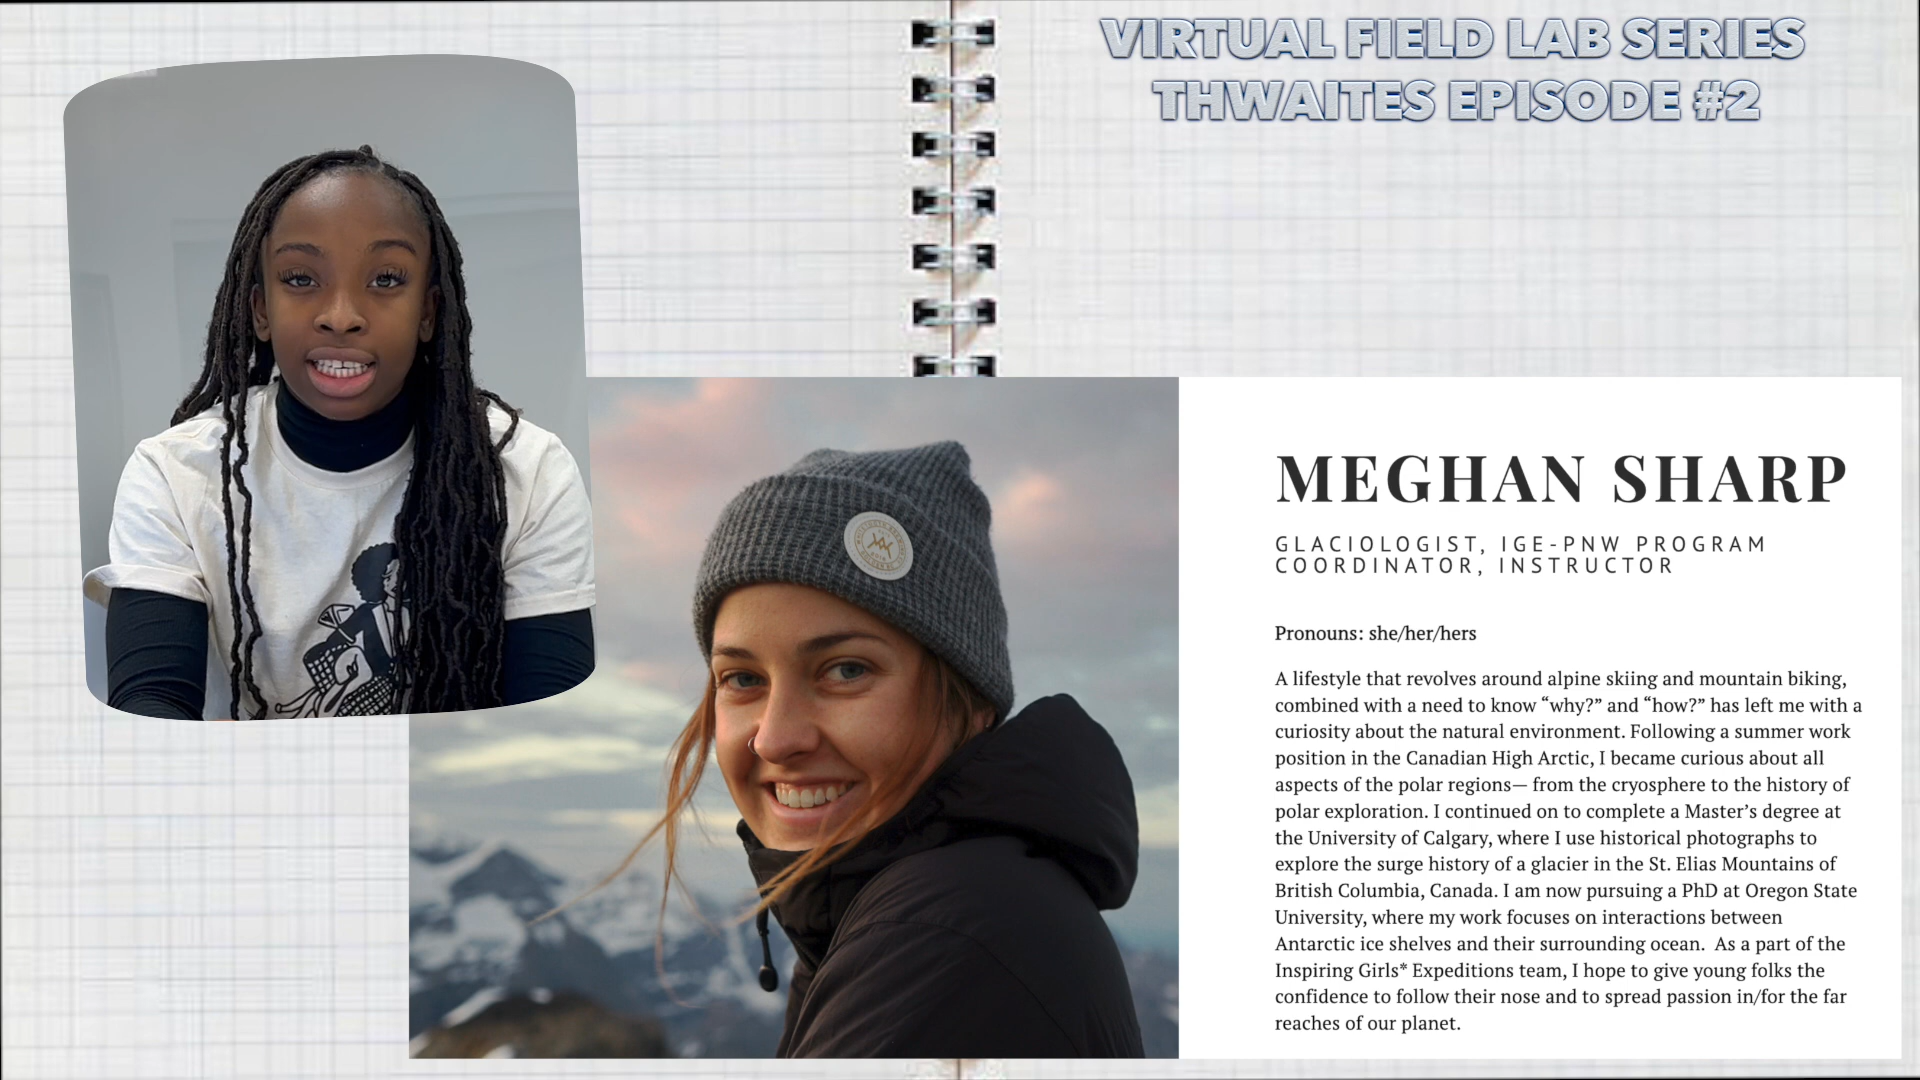 VIRTUAL FIELD LAB SERIES
THWAITES EPISODE #2
MEGHAN SHARP
GLACIOLOGIST, IGE-PNW PROGRAM
COORDINATOR, INSTRUCTOR
Pronouns: she/her/hers
A lifestyle that revolves around alpine skiing and mountain biking,
combined with a need to know “why?” and “how?” has left me with a
curiosity about the natural environment. Following a summer work
position in the Canadian High Arctic, I became curious about all
aspects of the polar regions— from the cryosphere to the history of
polar exploration. I continued on to complete a Master’s degree at
the University of Calgary, where I use historical photographs to
explore the surge history of a glacier in the St. Elias Mountains of
British Columbia, Canada. I am now pursuing a PhD at Oregon State
University, where my work focuses on interactions between
Antarctic ice shelves and their surrounding ocean.  As a part of the
Inspiring Girls* Expeditions team, I hope to give young folks the
confidence to follow their nose and to spread passion in/for the far
reaches of our planet.